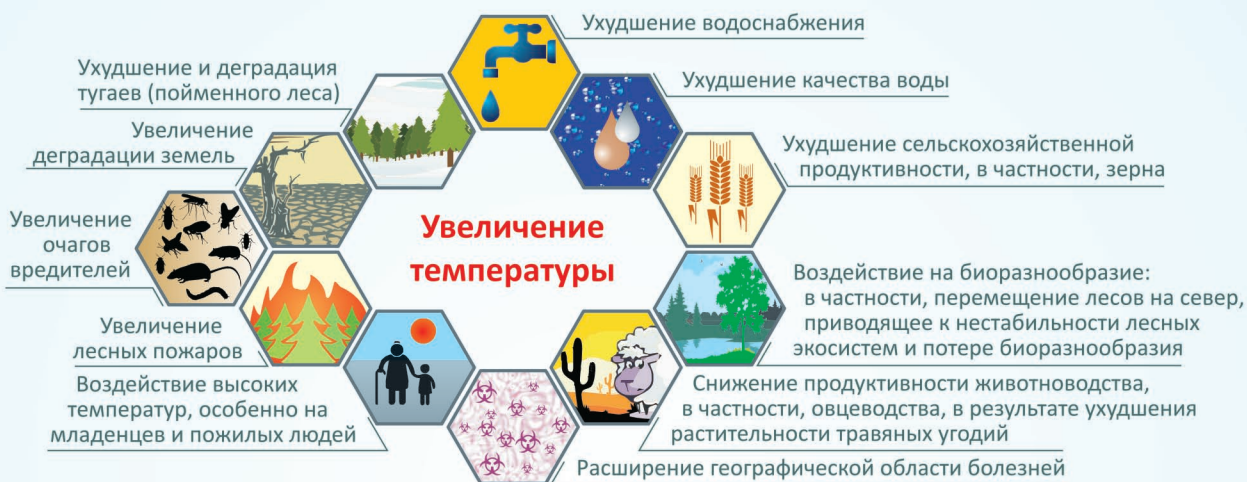 Увеличение
температуры
Ухудшение водоснабжения
Ухудшение качества воды
Ухудшение сельскохозяйственной
продуктивности, в частности, зерна
Воздействие на биоразнообразие:
в частности, перемещение лесов на север,
приводящее к нестабильности лесных
экосистем и потере биоразнообразия
Снижение продуктивности животноводства,
в частности, овцеводства, в результате ухудшения
растительности травяных угодий
Расширение географической области болезней
Воздействие высоких
температур, особенно на
младенцев и пожилых людей
Увеличение
лесных пожаров
Увеличение
очагов
вредителей
Увеличение
деградации земель
Ухудшение и деградация
тугаев (пойменного леса)